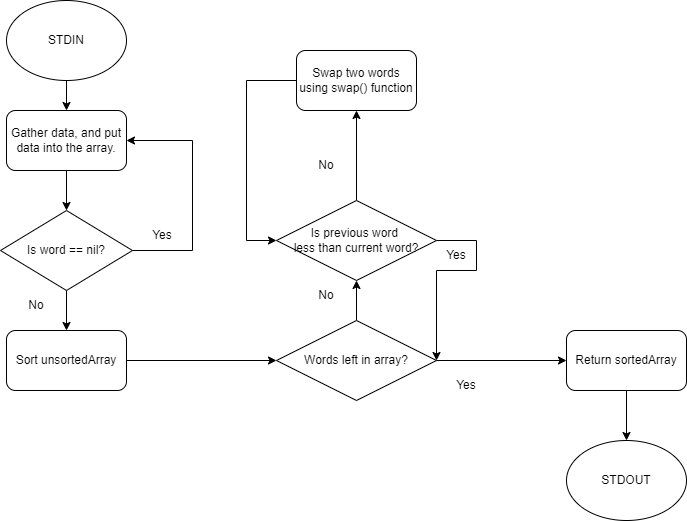 STDIN
Gather data, and put
data into the array.
Is word == nil?
Yes
No
Sort unsortedArray
Swap two words
using swap() function
No
Is previous word
less than current word?
Yes
No
Words left in array?
Yes
Return sortedArray
STDOUT